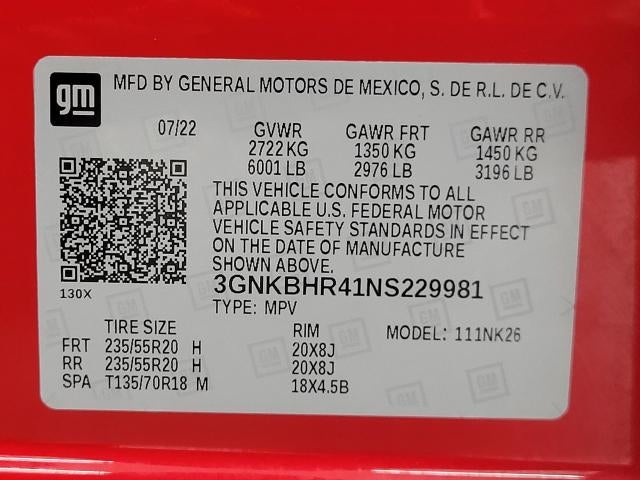 gm
MFD BY GENERAL MOTORS DE MEXICO, S. DE R.L. DE C.V.
07/22 GVWR GAWR FRT GAWR RR
2722 KG 1350 KG 1450 KG
6001 LB 2976 LB 3196 LB
THIS VEHICLE CONFORMS TO ALL
APPLICABLE U.S. FEDERAL MOTOR
VEHICLE SAFETY STANDARDS IN EFFECT
ON THE DATE OF MANUFACTURE
SHOWN ABOVE.
3GNKBHR41NS229981
130X
TYPE: MPV
TIRE SIZE RIM MODEL: 111NK26
FRT 235/55R20 H 20X8J
RR 235/55R20 H 20X8J
SPA T135/70R18 M 18X4.5B